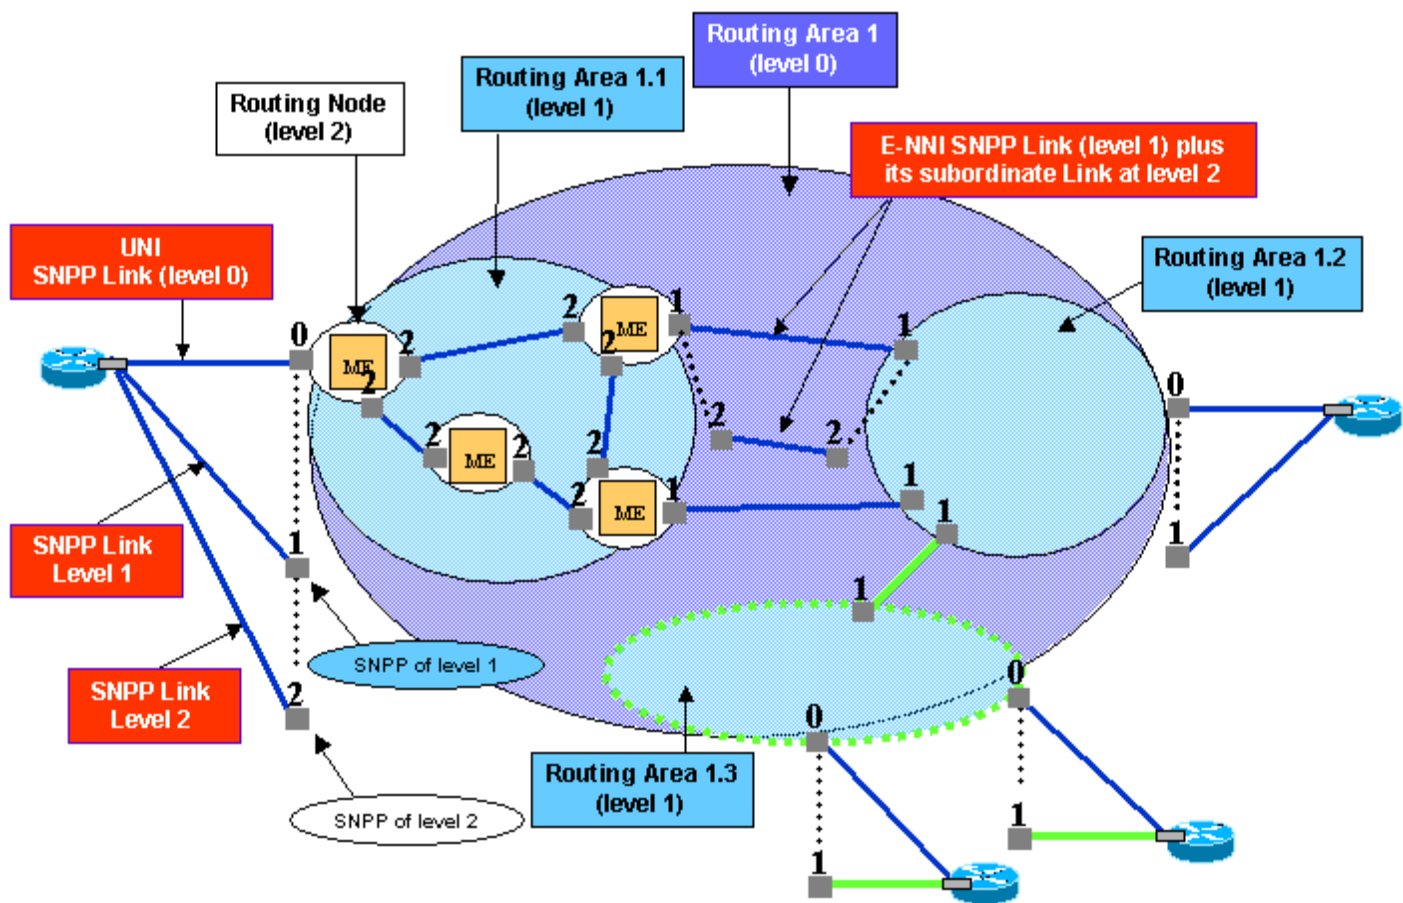 Routing Area 1
(level 0)
Routing Area 1.1
(level 1)
Routing Node
(level 2)
E-NNI SNPP Link (level 1) plus
its subordinate Link at level 2
UNI
SNPP Link (level 0)
Routing Area 1.2
(level 1)
0
2
2
1
1
ME
ME
2
2
2
2
0
2
2
2
ME
2
2
1
1
ME
1
SNPP Link
Level 1
1
1
1
SNPP of level 1
SNPP Link
Level 2
2
0
0
Routing Area 1.3
(level 1)
SNPP of level 2
1
1